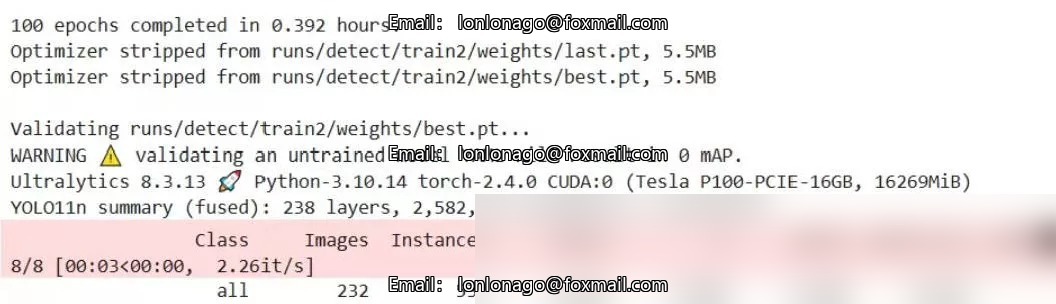 100 epochs completed in 0.392 hours.
Email: lonlonago@foxmail.com
Optimizer stripped from runs/detect/train2/weights/last.pt, 5.5MB
Optimizer stripped from runs/detect/train2/weights/best.pt, 5.5MB
Validating runs/detect/train2/weights/best.pt...
WARNING ⚠️ validating an untrained 0 mAP.
Email: lonlonago@foxmail.com
Ultralytics 8.3.13 🚀 Python-3.10.14 torch-2.4.0 CUDA:0 (Tesla P100-PCIE-16GB, 16269MiB)
YOLO11n summary (fused): 238 layers, 2,582,
Class Images Instance
8/8 [00:03<00:00, 2.26it/s]
all 232
Email: lonlonago@foxmail.com